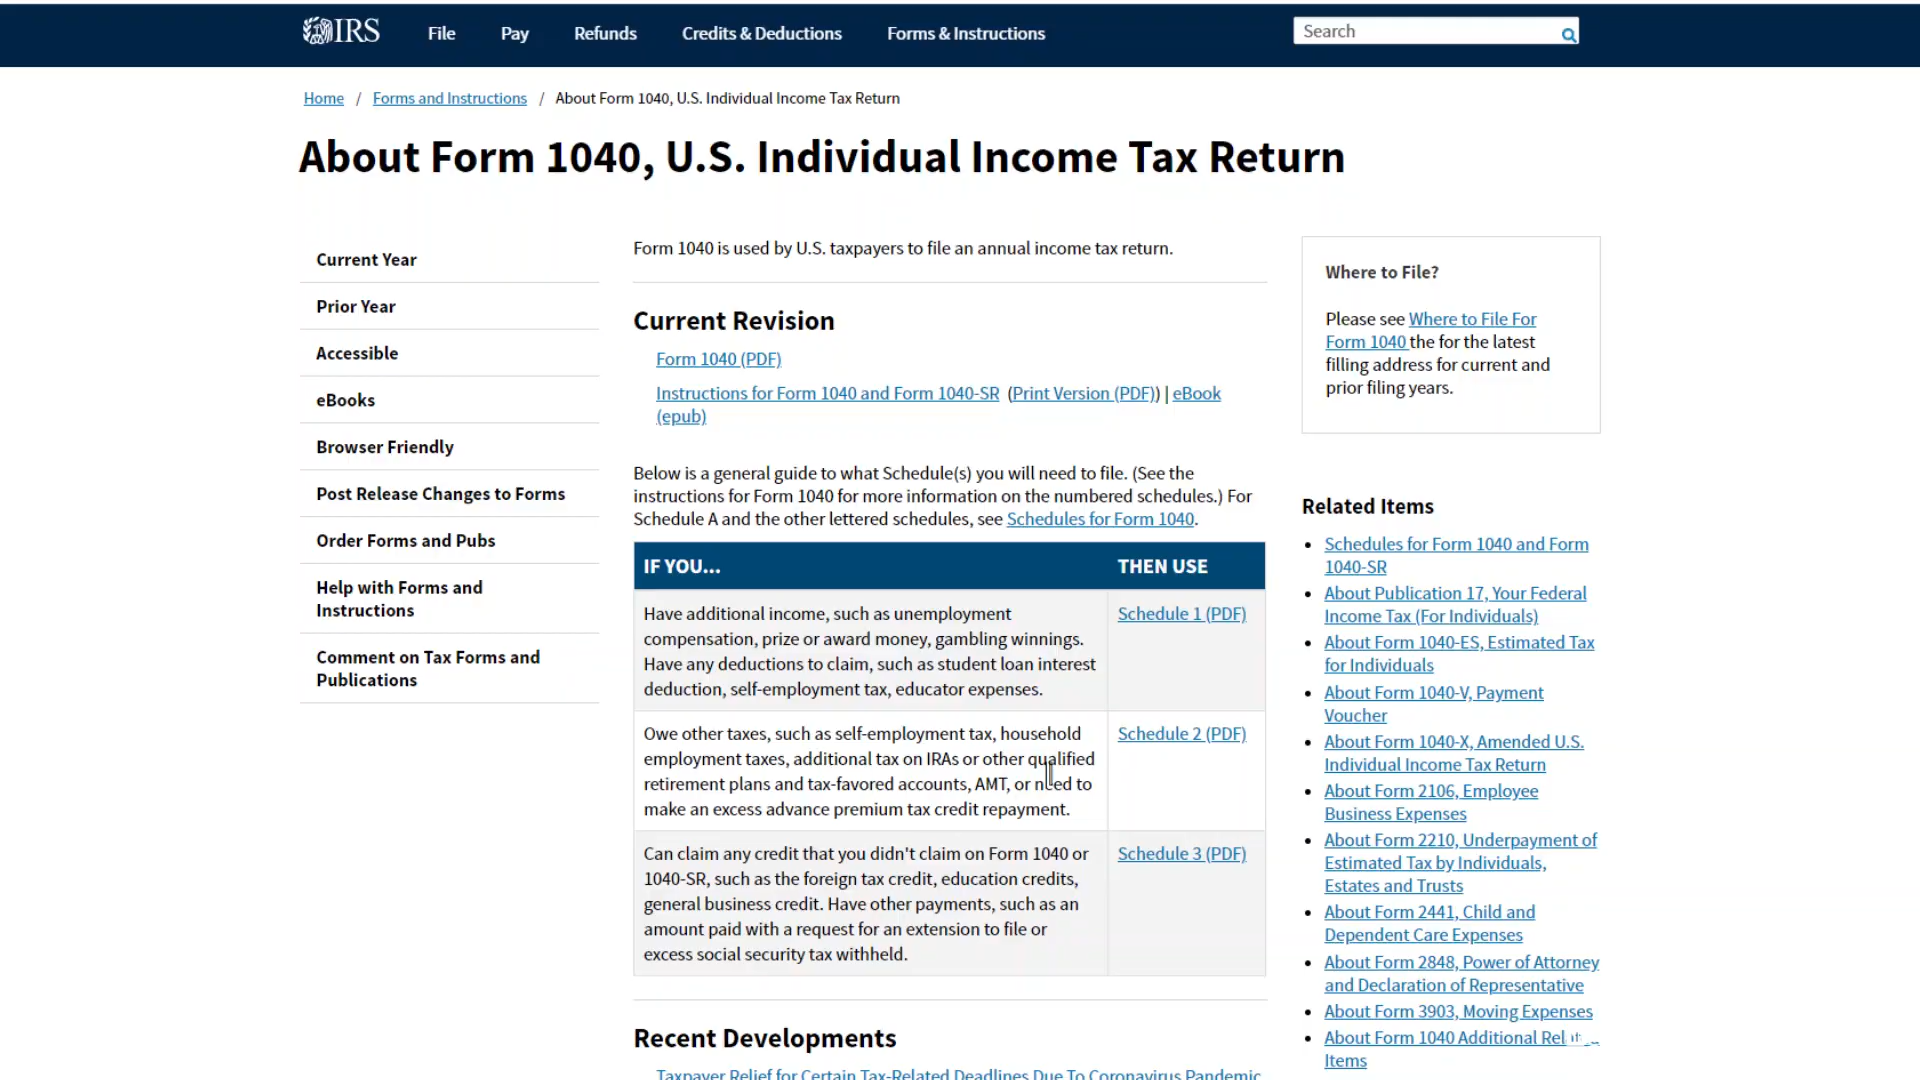 IRS
File
Pay
Refunds
Credits & Deductions
Forms & Instructions
Search
Home / Forms and Instructions / About Form 1040, U.S. Individual Income Tax Return
About Form 1040, U.S. Individual Income Tax Return
Current Year
Prior Year
Accessible
eBooks
Browser Friendly
Post Release Changes to Forms
Order Forms and Pubs
Help with Forms and
Instructions
Comment on Tax Forms and
Publications
Form 1040 is used by U.S. taxpayers to file an annual income tax return.
Current Revision
Form 1040 (PDF)
Instructions for Form 1040 and Form 1040-SR (Print Version (PDF)) | eBook
(epub)
Below is a general guide to what Schedule(s) you will need to file. (See the
instructions for Form 1040 for more information on the numbered schedules.) For
Schedule A and the other lettered schedules, see Schedules for Form 1040.
IF YOU... THEN USE
Have additional income, such as unemployment
compensation, prize or award money, gambling winnings.
Have any deductions to claim, such as student loan interest
deduction, self-employment tax, educator expenses.
Schedule 1 (PDF)
Owe other taxes, such as self-employment tax, household
employment taxes, additional tax on IRAs or other qualified
retirement plans and tax-favored accounts, AMT, or need to
make an excess advance premium tax credit repayment.
Schedule 2 (PDF)
Can claim any credit that you didn't claim on Form 1040 or
1040-SR, such as the foreign tax credit, education credits,
general business credit. Have other payments, such as an
amount paid with a request for an extension to file or
excess social security tax withheld.
Schedule 3 (PDF)
Recent Developments
Taxpayer Relief for Certain Tax-Related Deadlines Due To Coronavirus Pandemic
Where to File?
Please see Where to File For
Form 1040 the for the latest
filling address for current and
prior filing years.
Related Items
Schedules for Form 1040 and Form
1040-SR
About Publication 17, Your Federal
Income Tax (For Individuals)
About Form 1040-ES, Estimated Tax
for Individuals
About Form 1040-V, Payment
Voucher
About Form 1040-X, Amended U.S.
Individual Income Tax Return
About Form 2106, Employee
Business Expenses
About Form 2210, Underpayment of
Estimated Tax by Individuals,
Estates and Trusts
About Form 2441, Child and
Dependent Care Expenses
About Form 2848, Power of Attorney
and Declaration of Representative
About Form 3903, Moving Expenses
About Form 1040 Additional
Items